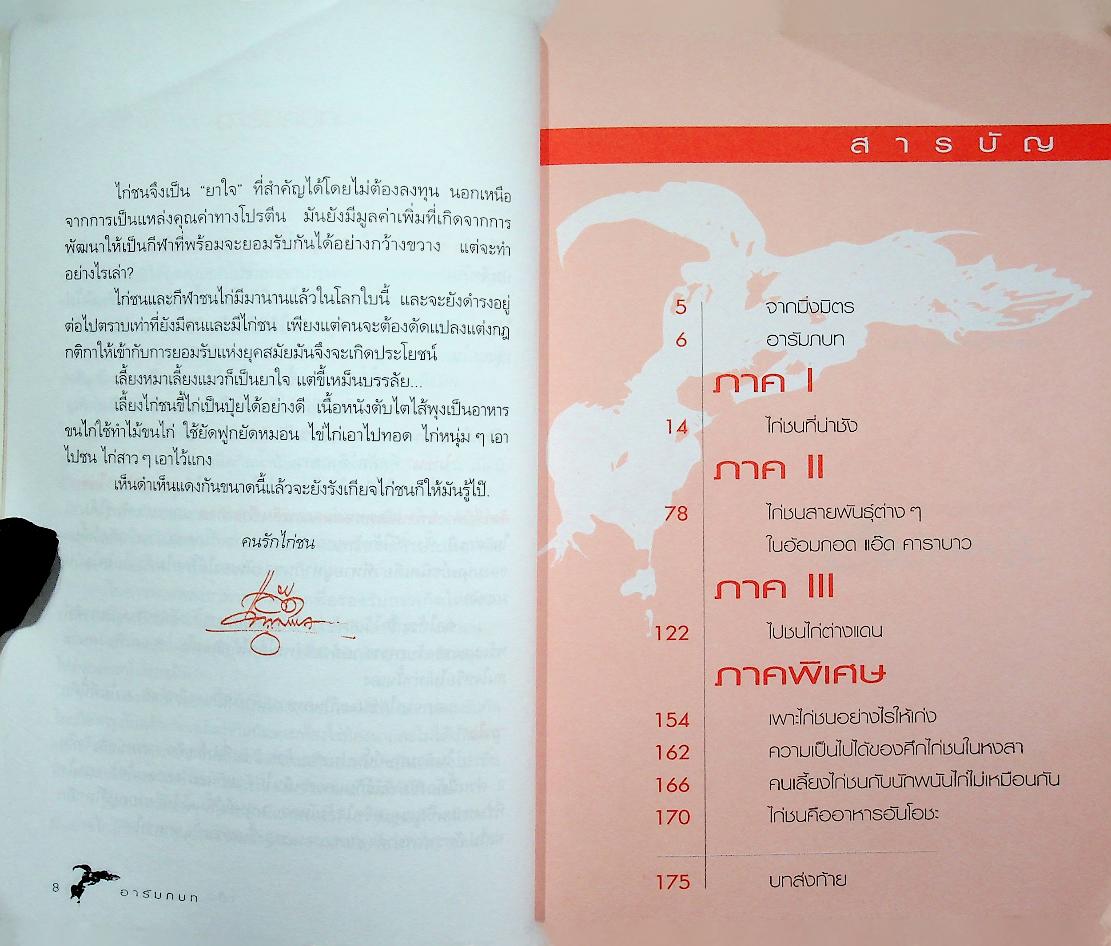 ไก่ชนจึงเป็น “ยาใจ” ที่สำคัญได้โดยไม่ต้องลงทุน นอกเหนือ
จากการเป็นแหล่งคุณค่าทางโปรตีน มันยังมีมูลค่าเพิ่มที่เกิดจากการ
พัฒนาให้เป็นกีฬาที่พร้อมจะยอมรับกันได้อย่างกว้างขวาง แต่จะทำ
อย่างไรเล่า?
ไก่ชนและกีฬาชนไก่มีมานานแล้วในโลกใบนี้ และจะยังดำรงอยู่
ต่อไปตราบเท่าที่ยังมีคนและมีไก่ชน เพียงแต่คนจะต้องดัดแปลงแต่งกฎ
กติกาให้เข้ากับการยอมรับแห่งยุคสมัยมันจึงจะเกิดประโยชน์
เลี้ยงหมาเลี้ยงแมวก็เป็นยาใจ แต่ขี้เหม็นบรรลัย...
เลี้ยงไก่ชนขี้ไก่เป็นปุ๋ยได้อย่างดี เนื้อหนังตับไตไส้พุงเป็นอาหาร
ขนไก่ใช้ทำไม้ขนไก่ ใช้ยัดฟูกยัดหมอน ไข่ไก่เอาไปทอด ไก่หนุ่ม ๆ เอา
ไปชน ไก่สาว ๆ เอาไว้แกง
เห็นดำเห็นแดงกันขนาดนี้แล้วจะยังรังเกียจไก่ชนก็ให้มันรู้ไป๊.
คนรักไก่ชน
8 อารัมภบท
สารบัญ
5 จากมิ่งมิตร
6 อารัมภบท
ภาค I
14 ไก่ชนที่น่าชัง
ภาค II
78 ไก่ชนสายพันธุ์ต่าง ๆ
ในอ้อมกอด แอ๊ด คาราบาว
ภาค III
122 ไปชนไก่ต่างแดน
ภาคพิเศษ
154 เพาะไก่ชนอย่างไรให้เก่ง
162 ความเป็นไปได้ของศึกไก่ชนในหงสา
166 คนเลี้ยงไก่ชนกับนักพนันไก่ไม่เหมือนกัน
170 ไก่ชนคืออาหารอันโอชะ
175 บทส่งท้าย